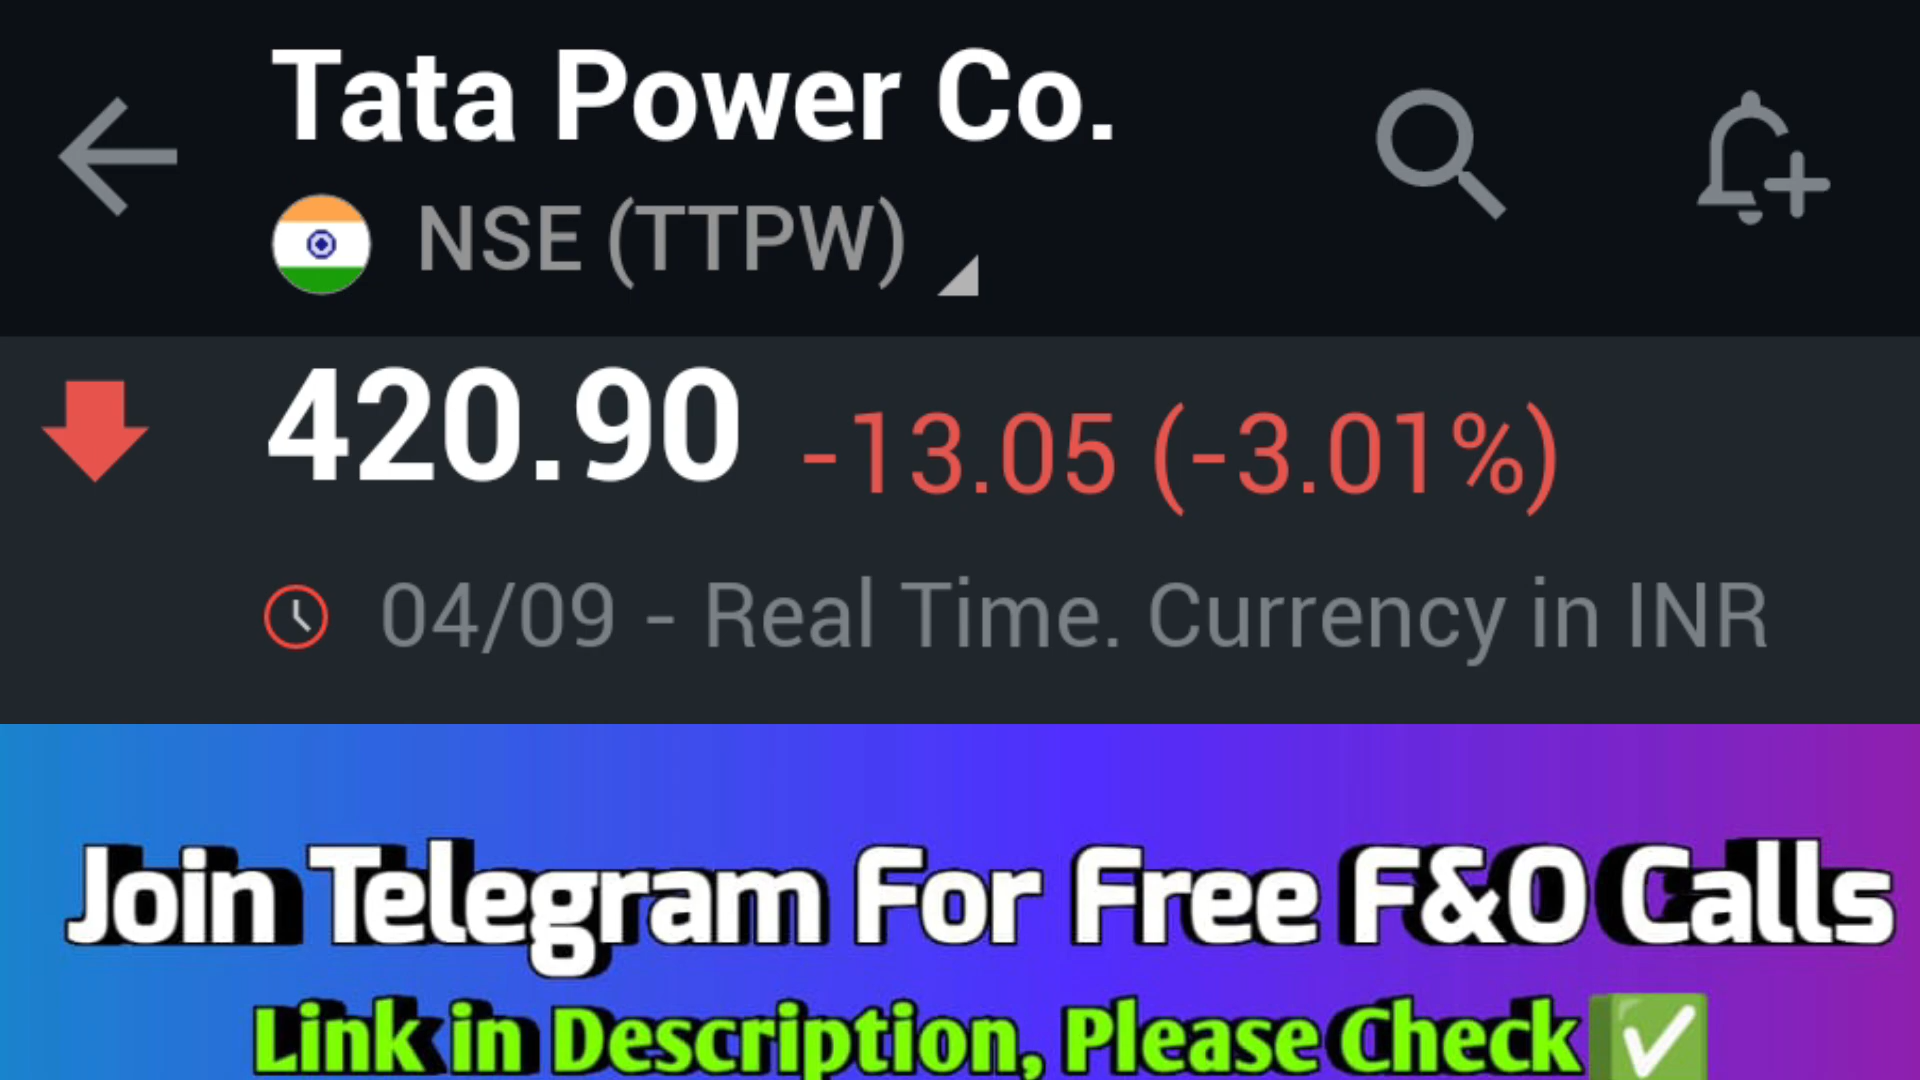 Tata Power Co.
NSE (TTPW)
420.90 -13.05 (-3.01%)
04/09 - Real Time. Currency in INR
Join Telegram For Free F&O Calls
Link in Description, Please Check ✅